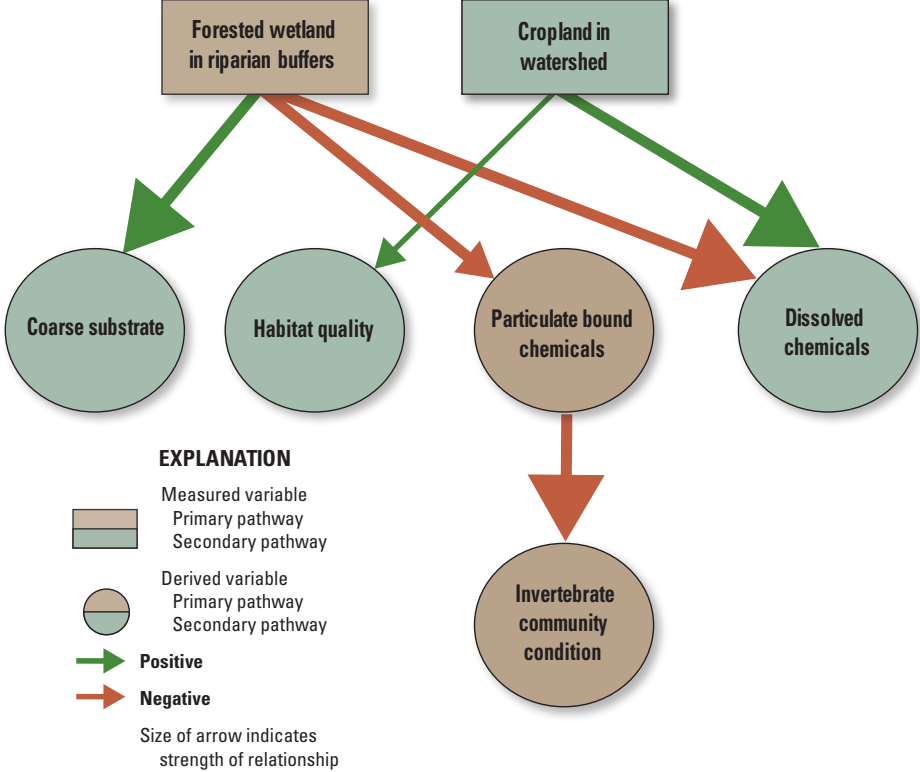 Forested wetland
in riparian buffers
Cropland in
watershed
Coarse substrate
Habitat quality
Particulate bound
chemicals
Dissolved
chemicals
EXPLANATION
Measured variable
Primary pathway
Secondary pathway
Derived variable
Primary pathway
Secondary pathway
Positive
Negative
Size of arrow indicates
strength of relationship
Invertebrate
community
condition